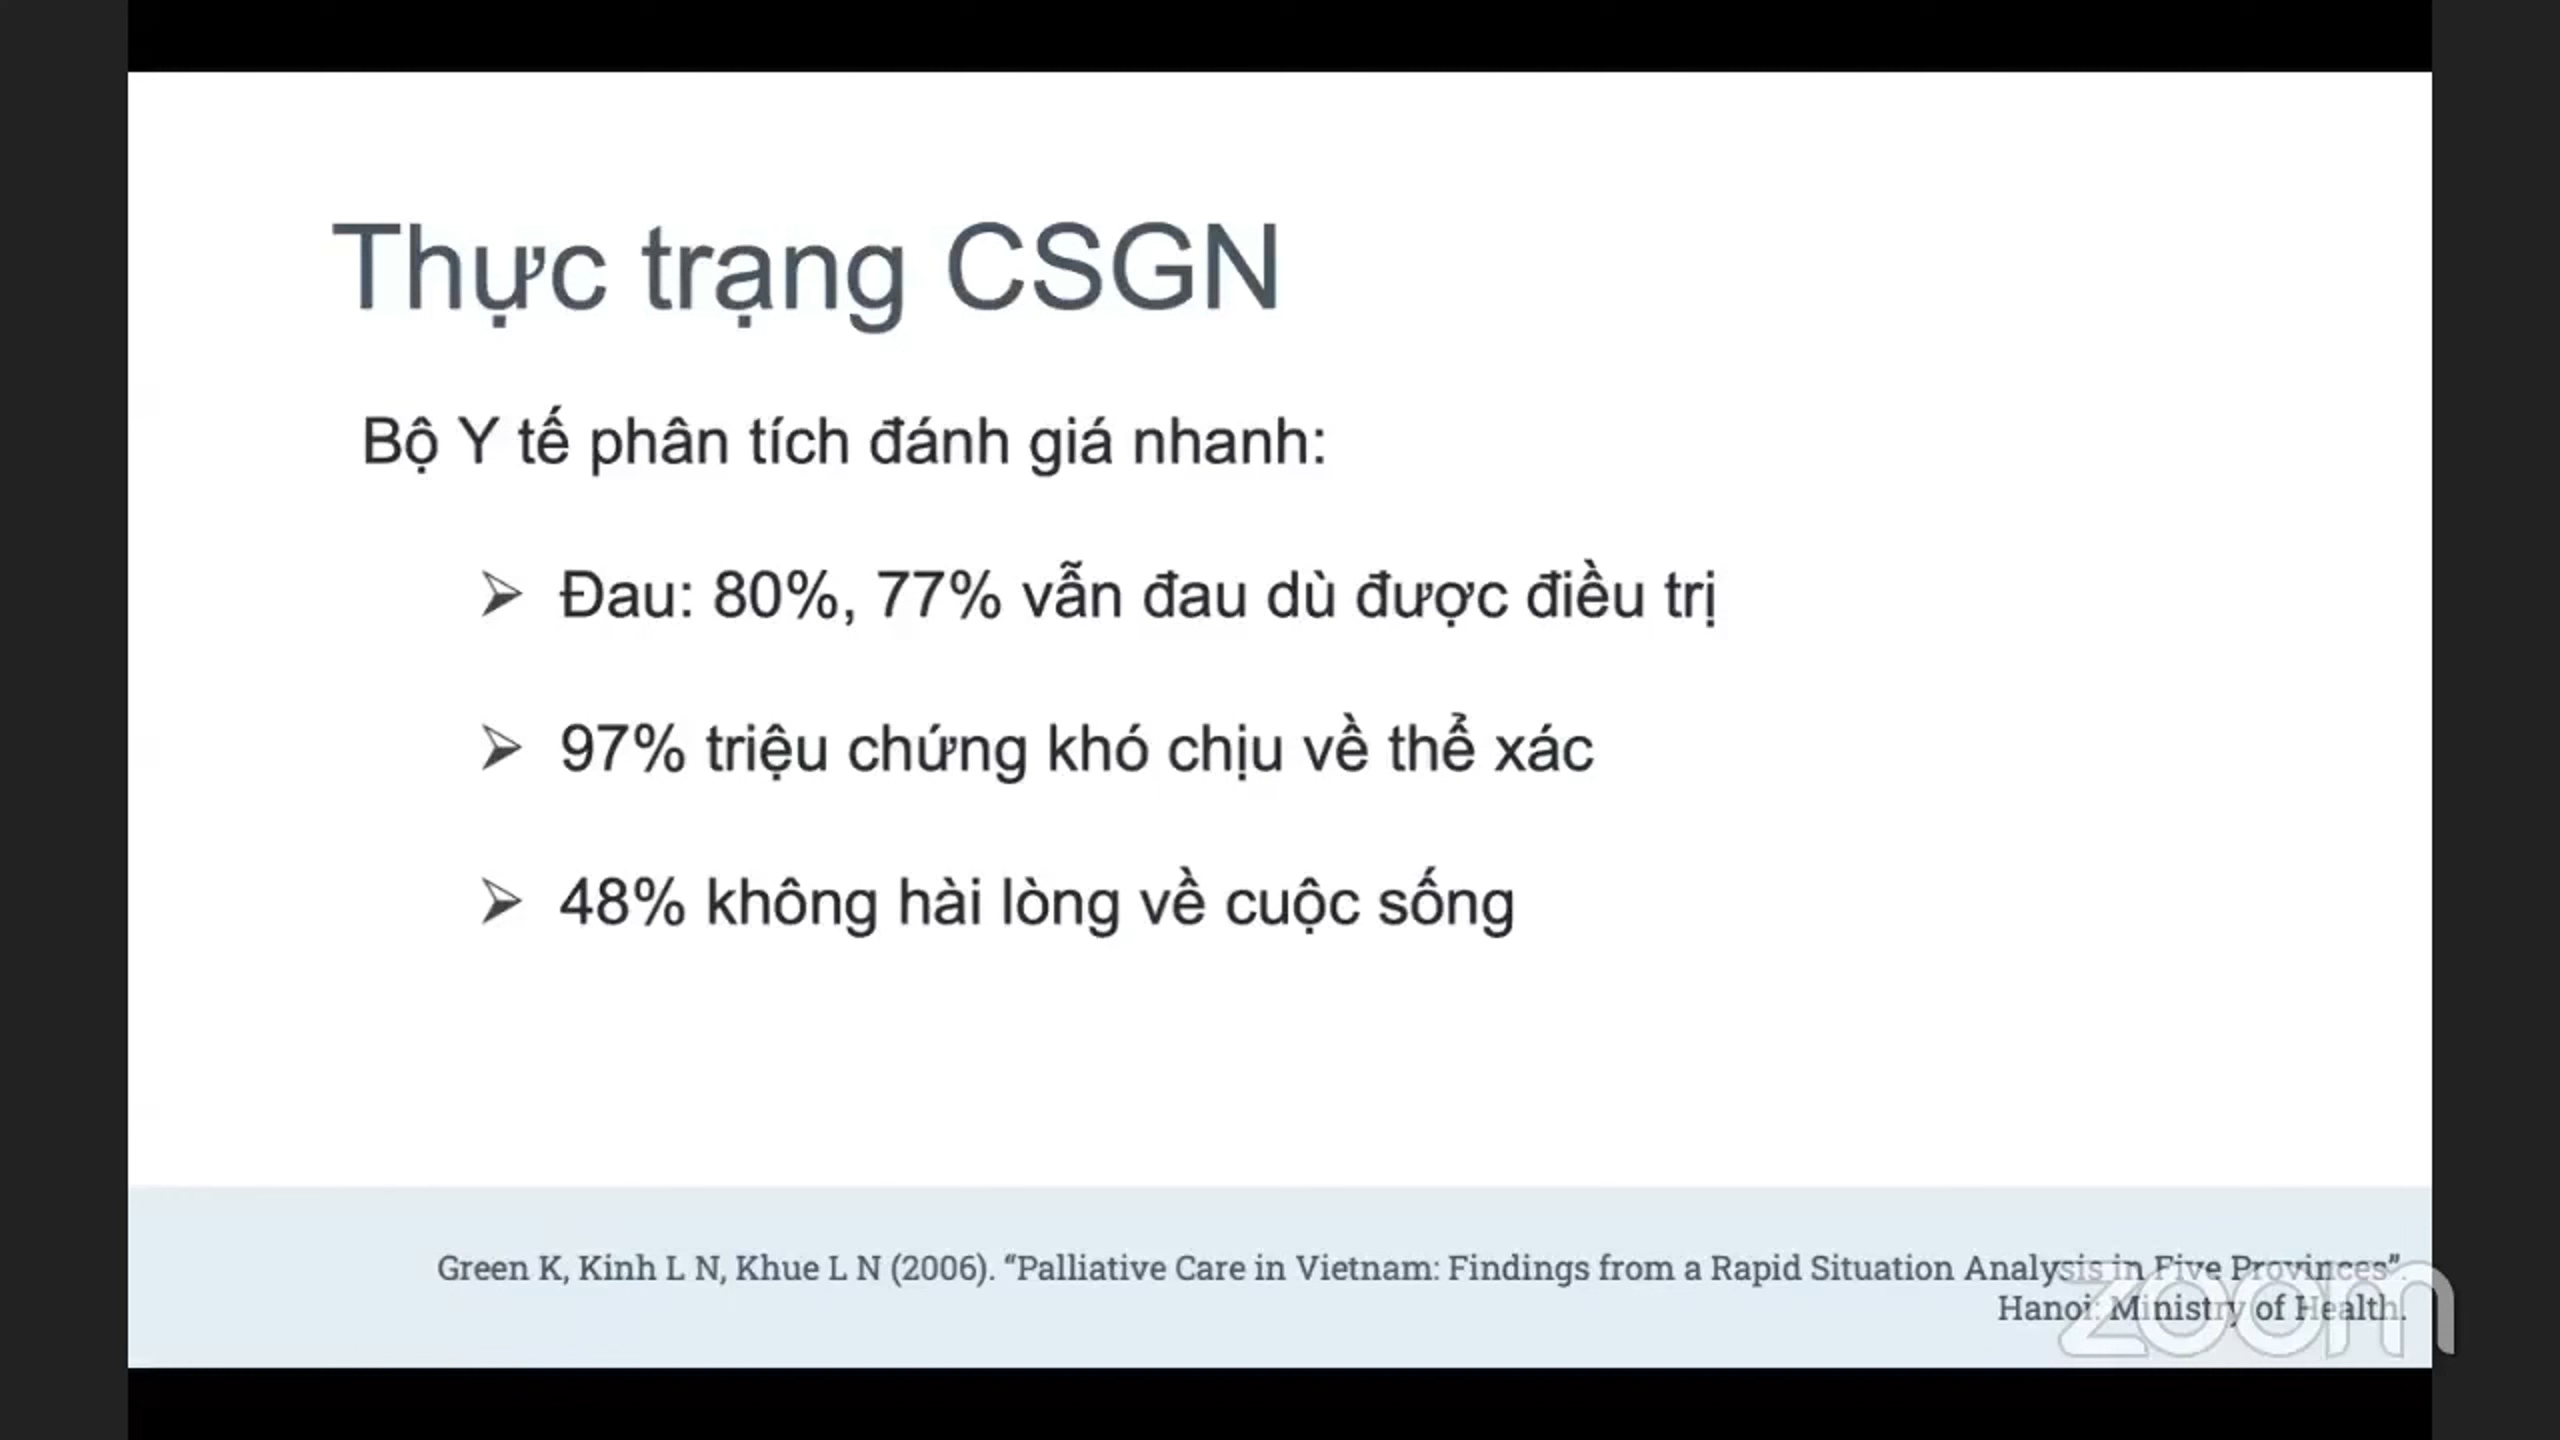 Thực trạng CSGN
Bộ Y tế phân tích đánh giá nhanh:
➢ Đau: 80%, 77% vẫn đau dù được điều trị
➢ 97% triệu chứng khó chịu về thể xác
➢ 48% không hài lòng về cuộc sống
Green K, Kinh L N, Khue L N (2006). “Palliative Care in Vietnam: Findings from a Rapid Situation Analysis in Five Provinces”.
Hanoi: Ministry of Health.
zoom